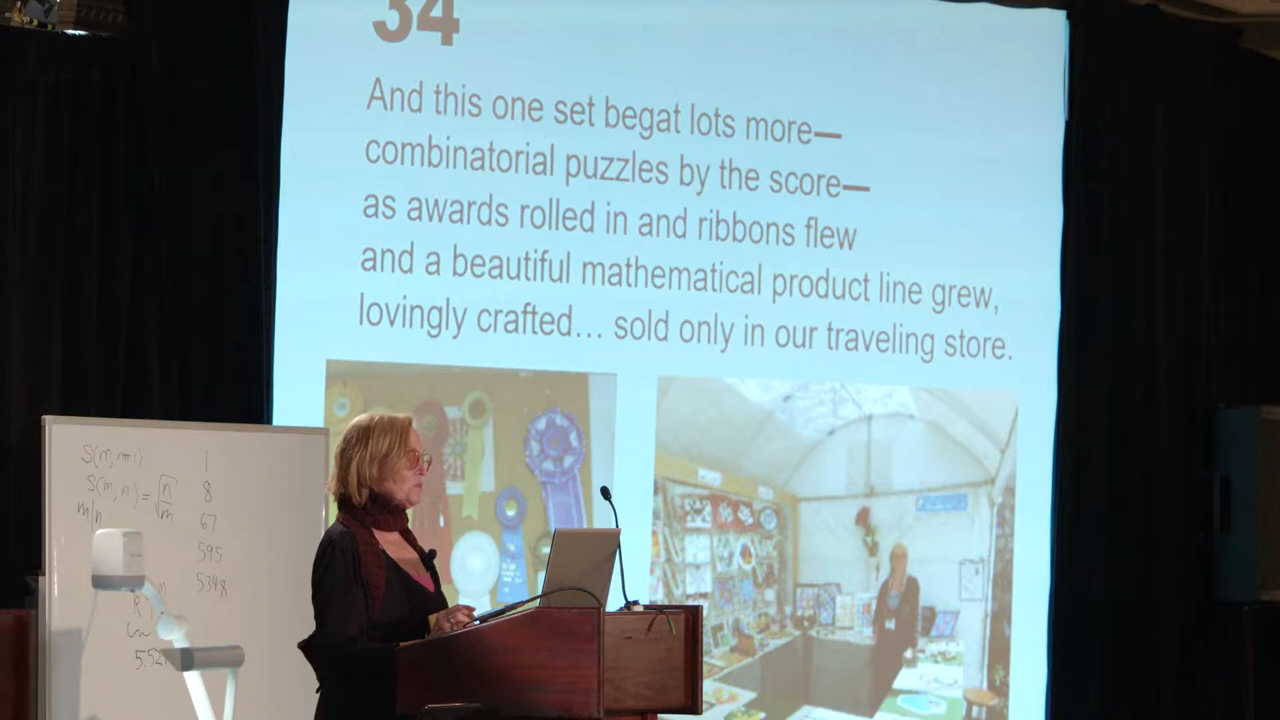 34
And this one set begat lots more—
combinatorial puzzles by the score—
as awards rolled in and ribbons flew
and a beautiful mathematical product line grew,
lovingly crafted... sold only in our traveling store.
1
S(m, n) = √n/m
8
m|n
67
595
5348
5.52